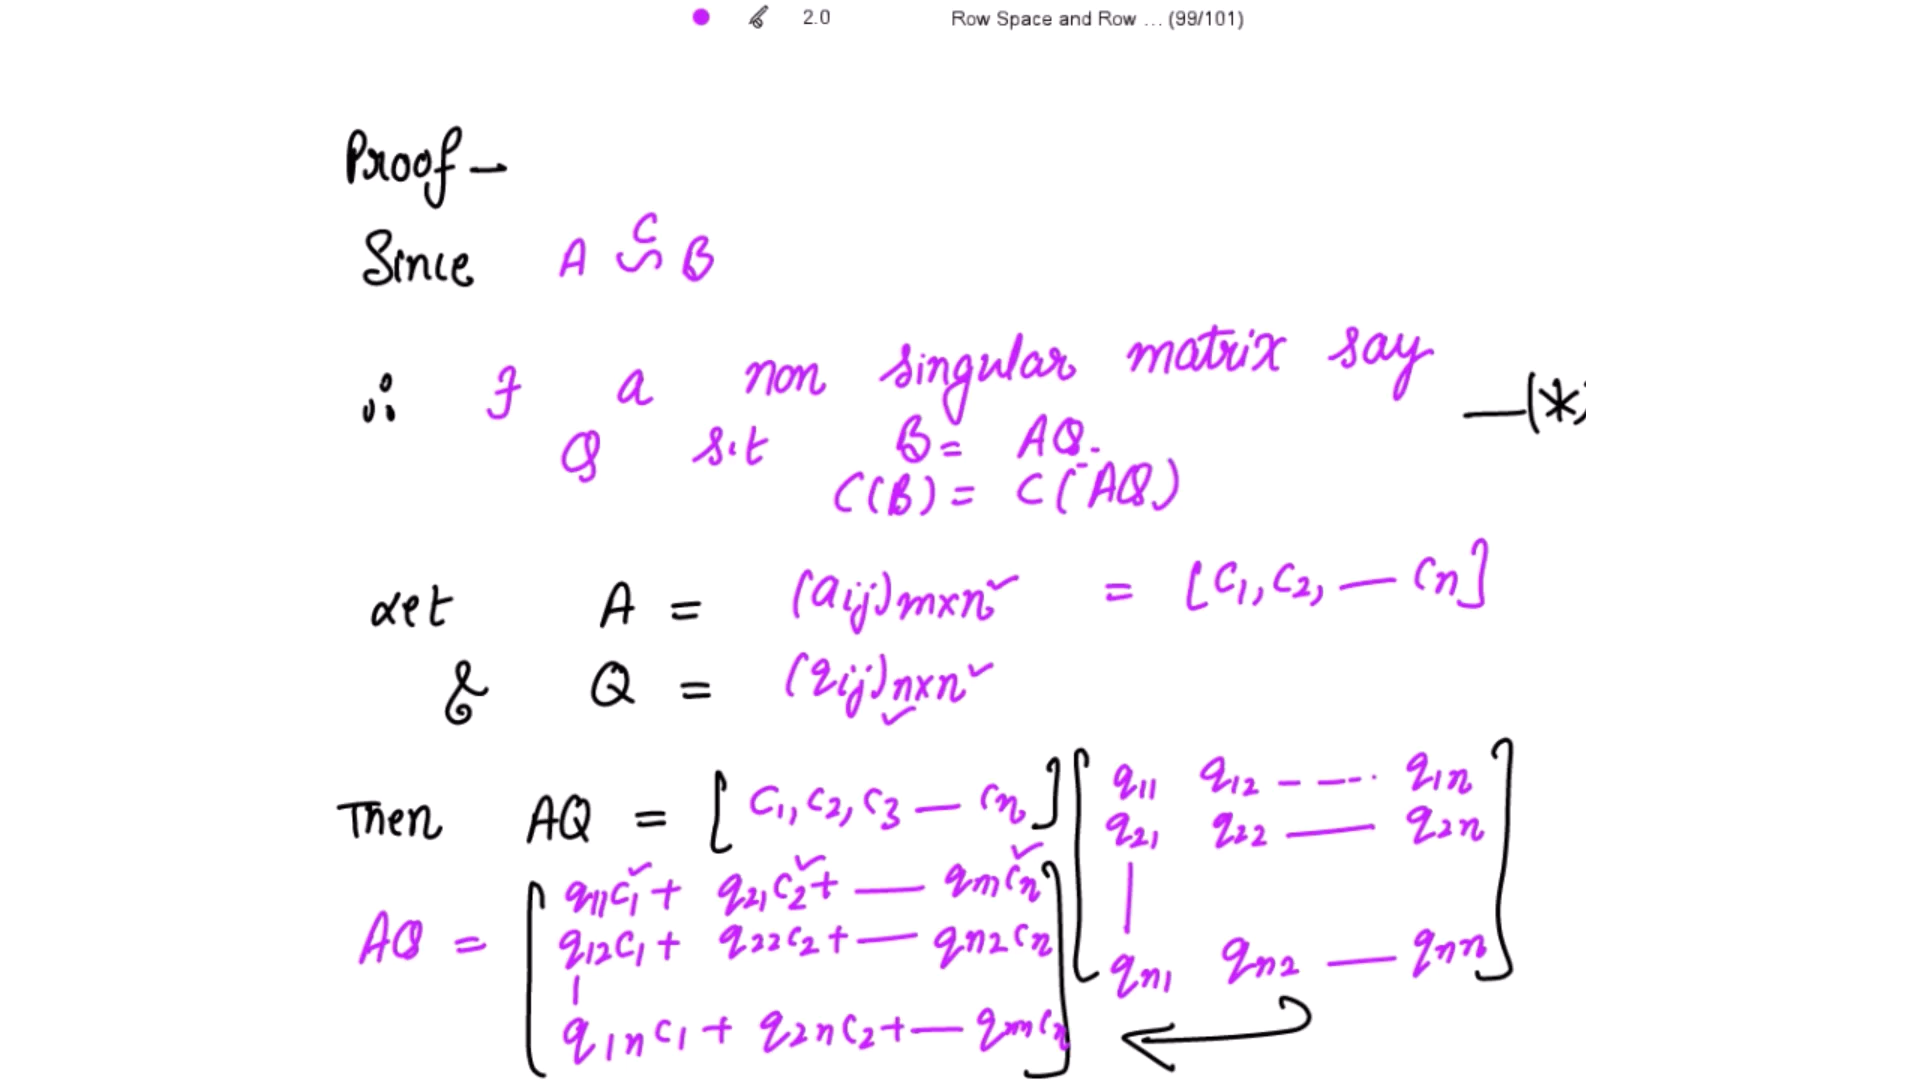 2.0 Row Space and Row ... (99/101)
Proof -
Since A C∽ B
∴ ∃ a non singular matrix say
Q s.t B = AQ. —(*)
C(B) = C(AQ)
Let A = (aij)m×n = [C1, C2, — Cn]
& Q = (qij)n×n
Then AQ = [C1, C2, C3 — Cn] [q11 q12 - - - - q1n
q21 q22 — q2n
|
qn1 qn2 — qnn]
AQ = [q11C1 + q21C2 + — qn1Cn
q12C1 + q22C2 + — qn2Cn
|
q1nC1 + q2nC2 + — qnnCn]